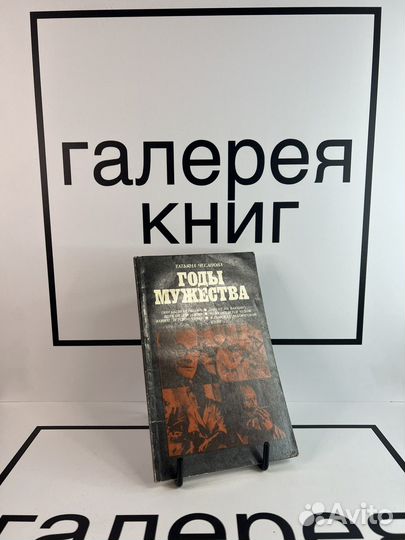 галерея
книг
ТАТЬЯНА ЧЕСАНОВА
ГОДЫ
МУЖЕСТВА
галерея
Avito